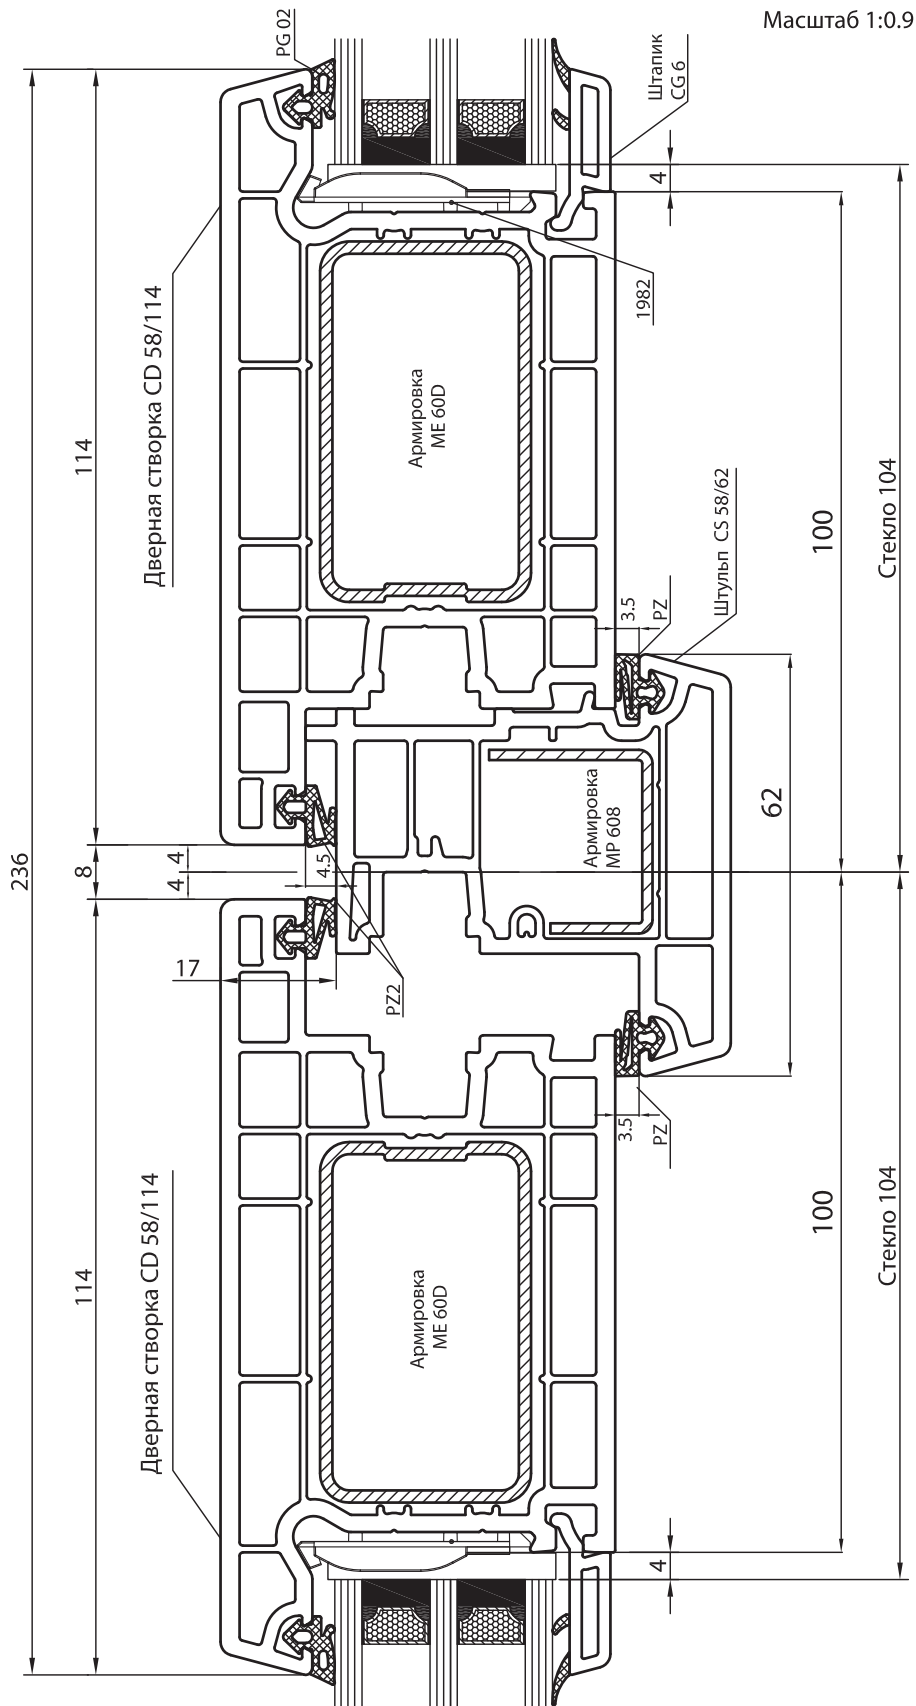 Масштаб 1:0.9
PG 02
Штапик
CG 6
4
1982
Дверная створка CD 58/114
114
Армировка
ME 60D
100
Стекло 104
Штульп CS 58/62
3.5
PZ
62
Армировка
MP 608
236
8
4
4
4.5
17
PZ2
3.5
PZ
Дверная створка CD 58/114
114
Армировка
ME 60D
100
Стекло 104
4